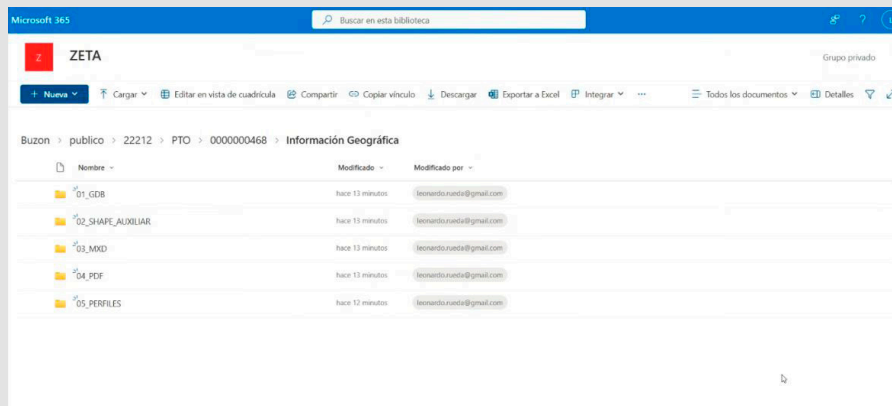 Microsoft 365 Buscar en esta biblioteca ?
Z ZETA Grupo privado
+ Nueva Cargar Editar en vista de cuadrícula Compartir Copiar vínculo Descargar Exportar a Excel Integrar ... Todos los documentos Detalles
Buzon > publico > 22212 > PTO > 0000000468 > Información Geográfica
Nombre Modificado Modificado por
01_GDB hace 13 minutos leonardo.rueda@gmail.com
02_SHAPE_AUXILIAR hace 13 minutos leonardo.rueda@gmail.com
03_MXD hace 13 minutos leonardo.rueda@gmail.com
04_PDF hace 13 minutos leonardo.rueda@gmail.com
05_PERFILES hace 12 minutos leonardo.rueda@gmail.com